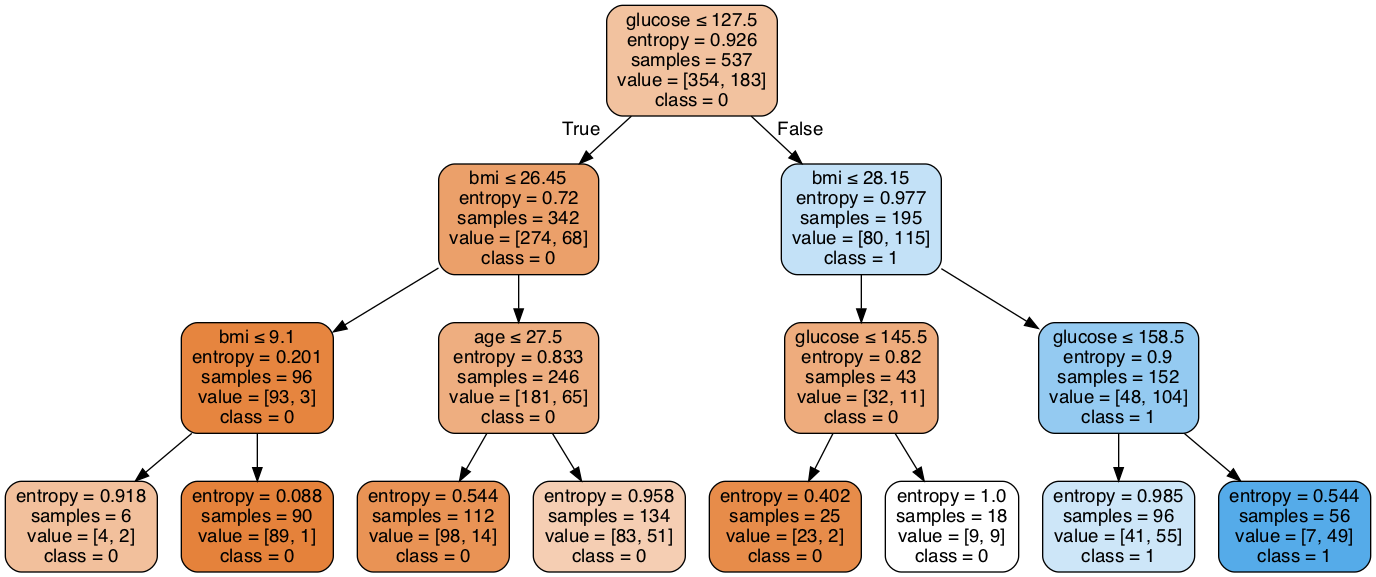 glucose ≤ 127.5
entropy = 0.926
samples = 537
value = [354, 183]
class = 0
True
False
bmi ≤ 26.45
entropy = 0.72
samples = 342
value = [274, 68]
class = 0
bmi ≤ 28.15
entropy = 0.977
samples = 195
value = [80, 115]
class = 1
bmi ≤ 9.1
entropy = 0.201
samples = 96
value = [93, 3]
class = 0
age ≤ 27.5
entropy = 0.833
samples = 246
value = [181, 65]
class = 0
glucose ≤ 145.5
entropy = 0.82
samples = 43
value = [32, 11]
class = 0
glucose ≤ 158.5
entropy = 0.9
samples = 152
value = [48, 104]
class = 1
entropy = 0.918
samples = 6
value = [4, 2]
class = 0
entropy = 0.088
samples = 90
value = [89, 1]
class = 0
entropy = 0.544
samples = 112
value = [98, 14]
class = 0
entropy = 0.958
samples = 134
value = [83, 51]
class = 0
entropy = 0.402
samples = 25
value = [23, 2]
class = 0
entropy = 1.0
samples = 18
value = [9, 9]
class = 0
entropy = 0.985
samples = 96
value = [41, 55]
class = 1
entropy = 0.544
samples = 56
value = [7, 49]
class = 1